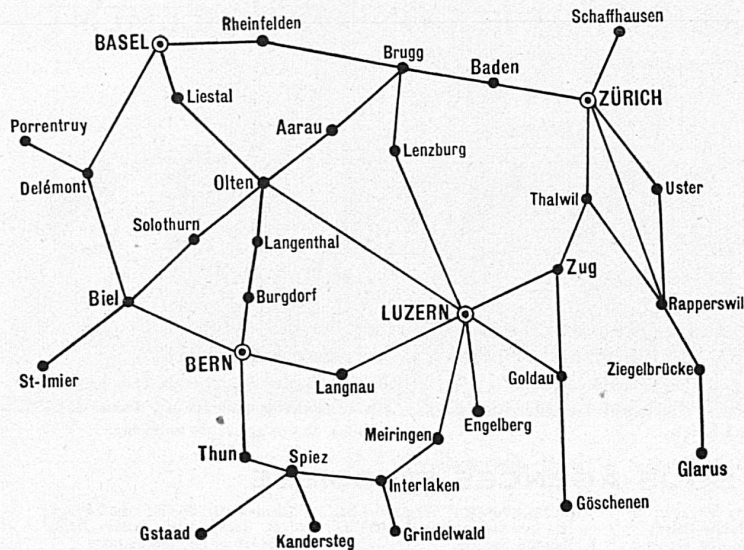 Schaffhausen
Rheinfelden
BASEL
Brugg
Baden
ZÜRICH
Liestal
Porrentruy
Aarau
Lenzburg
Delémont
Olten
Thalwil
Uster
Solothurn
Langenthal
Zug
Biel
Burgdorf
LUZERN
Rapperswil
BERN
St-Imier
Langnau
Goldau
Ziegelbrücke
Engelberg
Meiringen
Thun
Spiez
Glarus
Interlaken
Göschenen
Gstaad
Kandersteg
Grindelwald